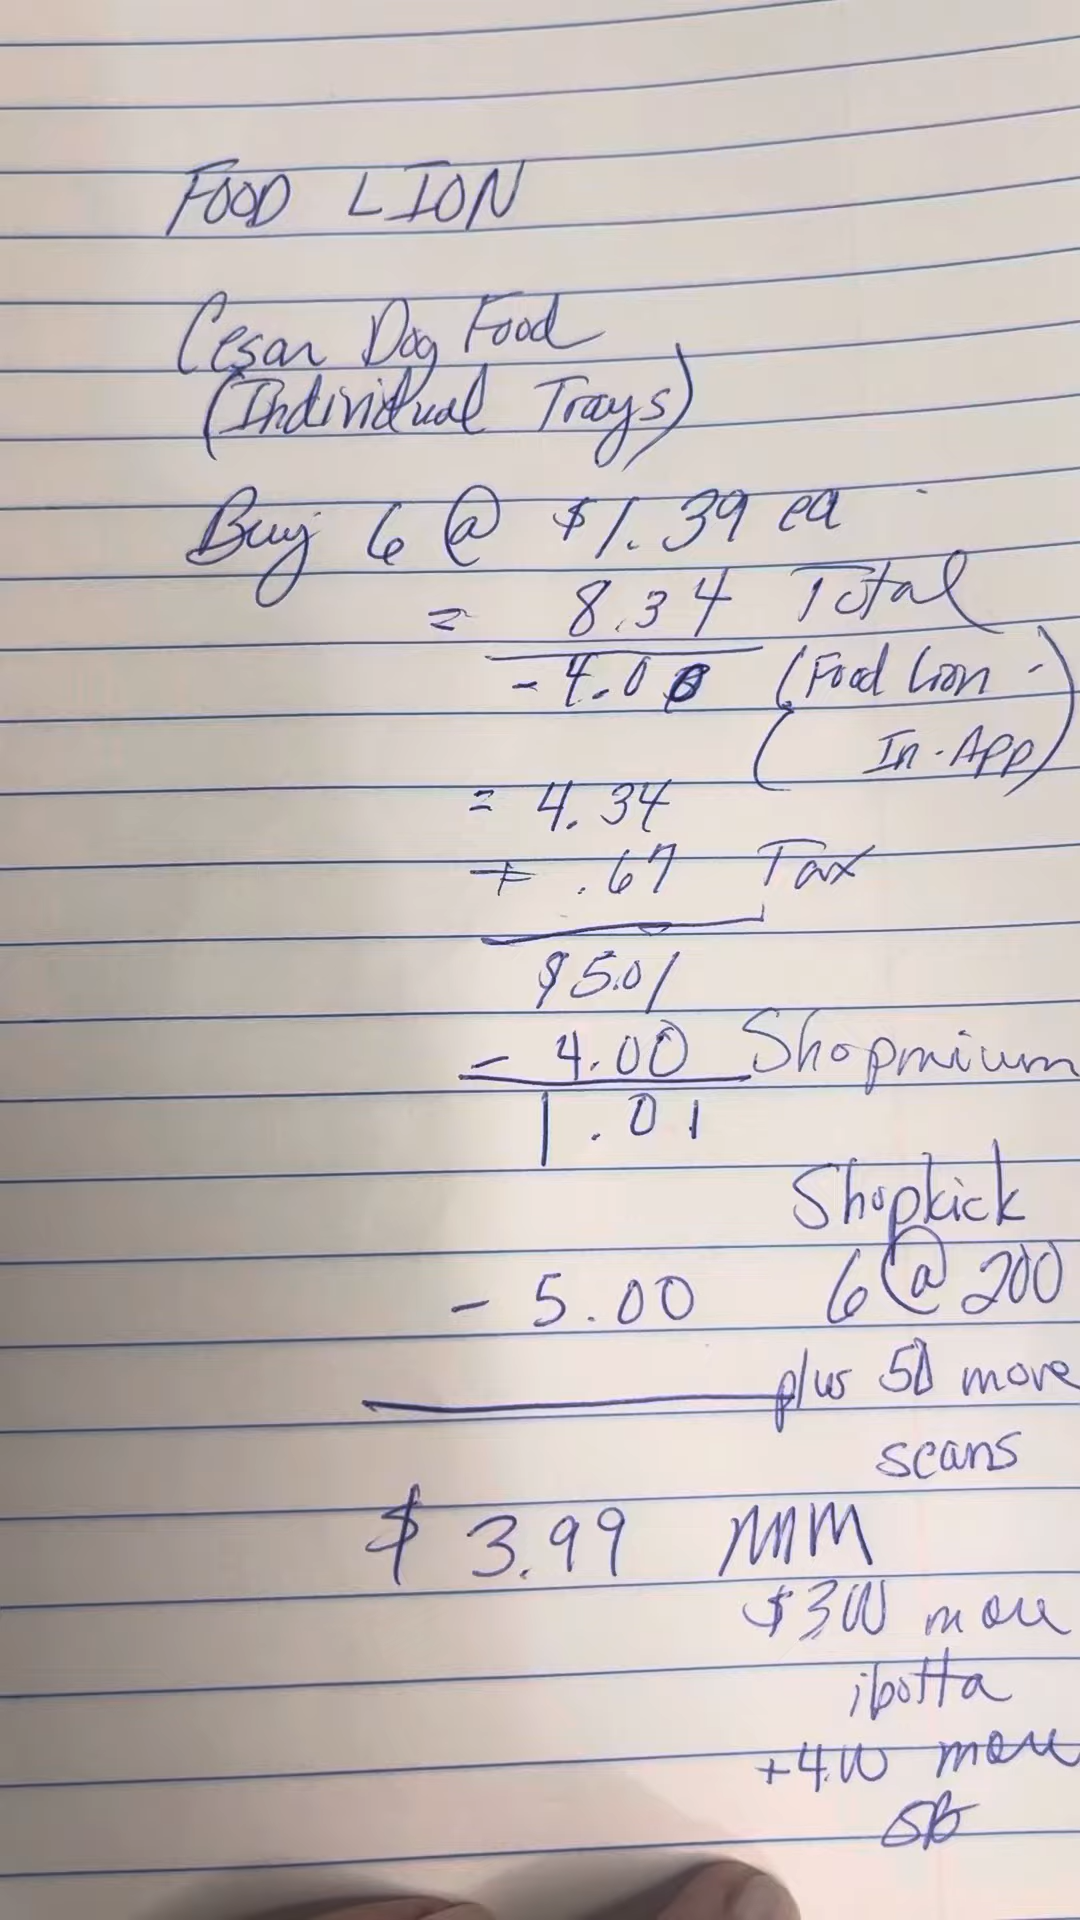 FOOD LION
Cesar Dog Food
(Individual Trays)
Buy 6 @ $1.39 ea
= 8.34 Total
- 4.00 (Food Lion -
In-App)
= 4.34
+ .67 Tax
$5.01
- 4.00 Shopmium
1.01
Shopkick
- 5.00 6 @ 200
plus 50 more
scans
$3.99 MM
$3.00 more
ibotta
+4.00 more
SB